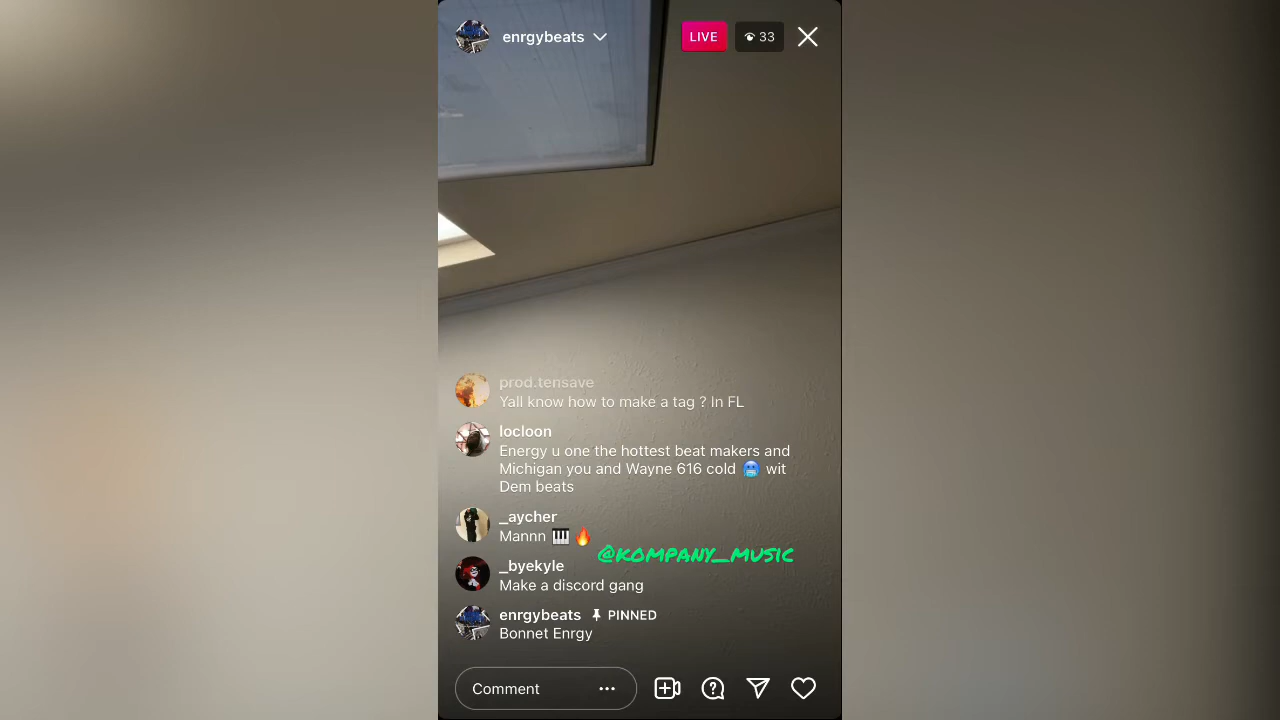 enrgybeats
LIVE
33
prod.tensave
Yall know how to make a tag ? In FL
locloon
Energy u one the hottest beat makers and
Michigan you and Wayne 616 cold 🥶 wit
Dem beats
_aycher
Mannn 🎹 🔥
@KOMPANY_MUSIC
_byekyle
Make a discord gang
enrgybeats PINNED
Bonnet Enrgy
Comment